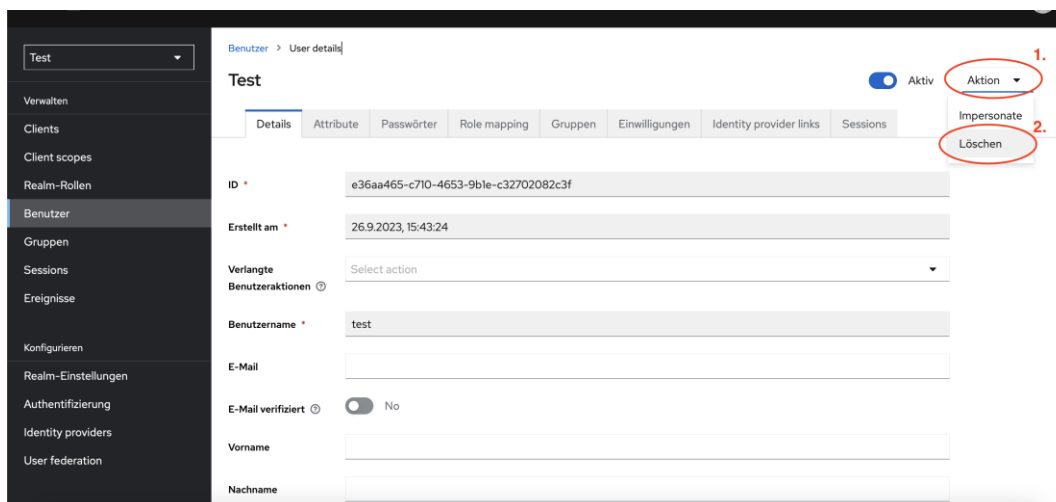 Test
Verwalten
Clients
Client scopes
Realm-Rollen
Benutzer
Gruppen
Sessions
Ereignisse
Konfigurieren
Realm-Einstellungen
Authentifizierung
Identity providers
User federation
Benutzer > User details
Test
Aktiv
1.
Aktion
Impersonate
2.
Löschen
Details Attribute Passwörter Role mapping Gruppen Einwilligungen Identity provider links Sessions
ID * e36aa465-c710-4653-9b1e-c32702082c3f
Erstellt am * 26.9.2023, 15:43:24
Verlangte Select action
Benutzeraktionen
Benutzername * test
E-Mail
E-Mail verifiziert No
Vorname
Nachname